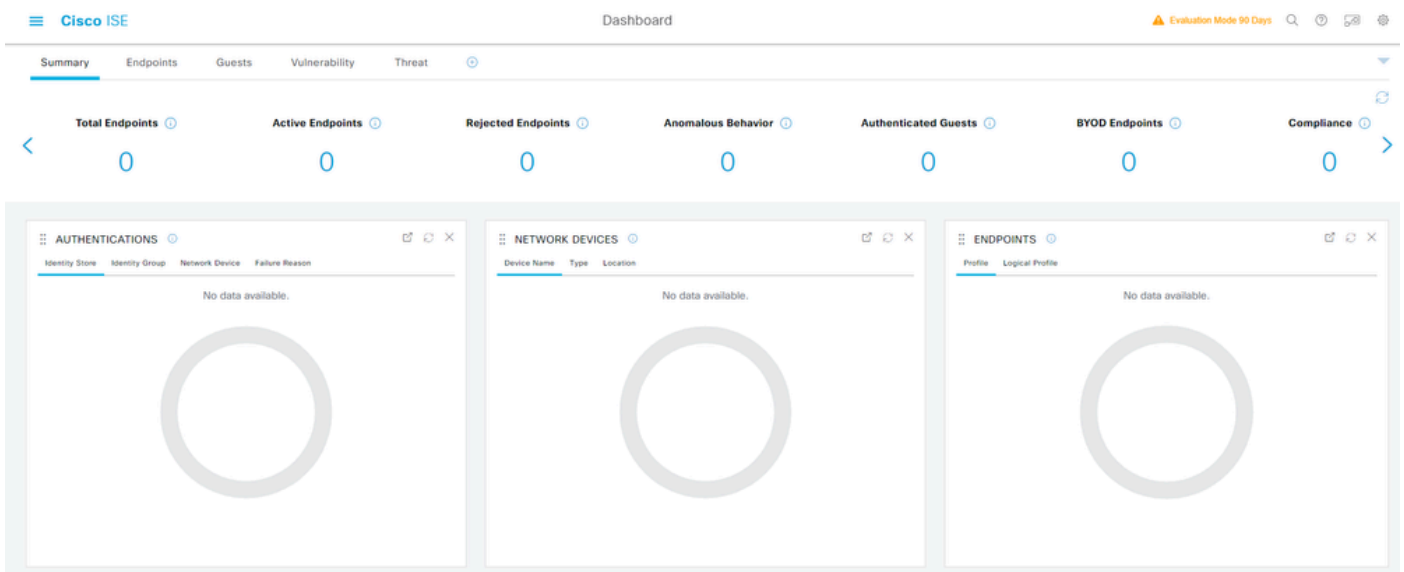 Cisco ISE Dashboard Evaluation Mode 90 Days
Summary Endpoints Guests Vulnerability Threat
Total Endpoints Active Endpoints Rejected Endpoints Anomalous Behavior Authenticated Guests BYOD Endpoints Compliance
0 0 0 0 0 0 0
AUTHENTICATIONS
Identity Store Identity Group Network Device Failure Reason
No data available.
NETWORK DEVICES
Device Name Type Location
No data available.
ENDPOINTS
Profile Logical Profile
No data available.